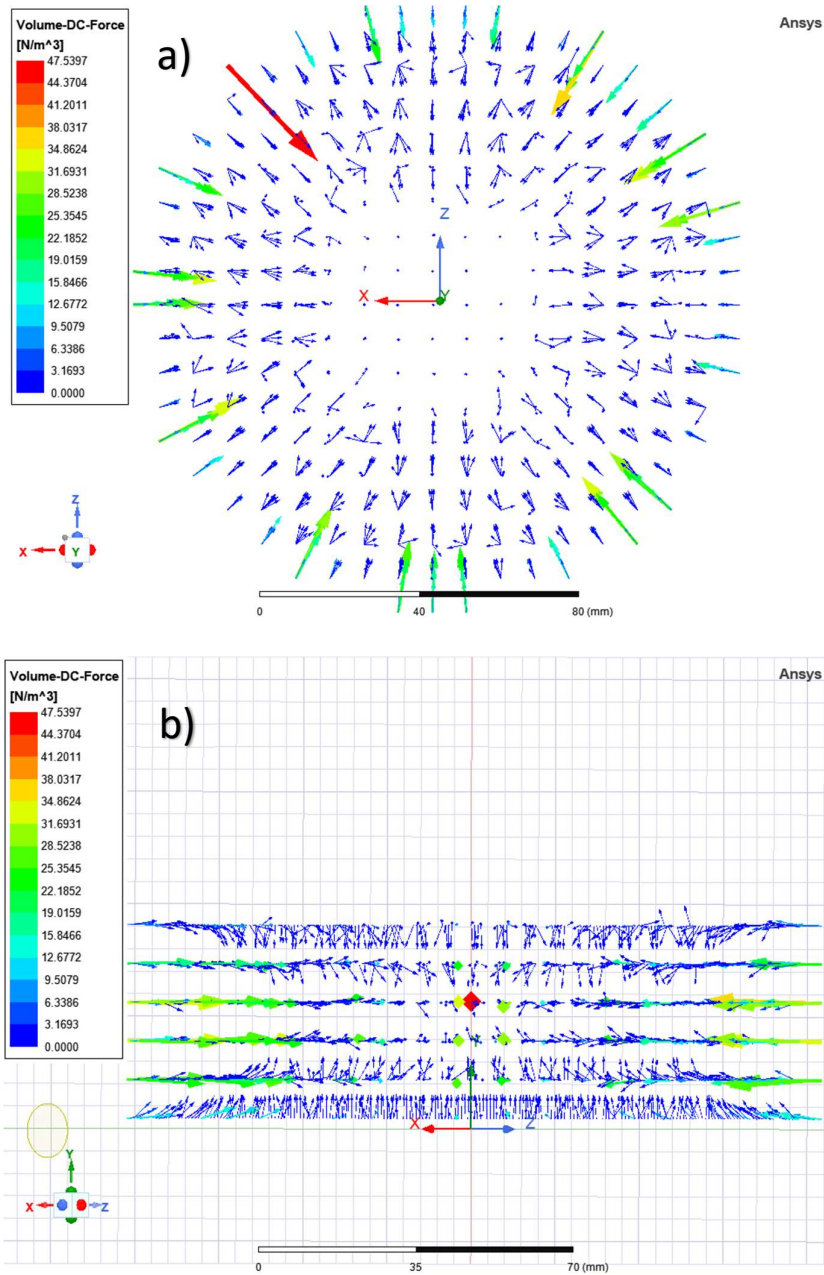 Volume-DC-Force
[N/m^3]
47.5397
44.3704
41.2011
38.0317
34.8624
31.6931
28.5238
25.3545
22.1852
19.0159
15.8466
12.6772
9.5079
6.3386
3.1693
0.0000
a)
Ansys
Z
X
Y
Z
X
Y
0
40
80 (mm)
Volume-DC-Force
[N/m^3]
47.5397
44.3704
41.2011
38.0317
34.8624
31.6931
28.5238
25.3545
22.1852
19.0159
15.8466
12.6772
9.5079
6.3386
3.1693
0.0000
b)
Ansys
Y
X
Z
Y
X
Z
0
35
70 (mm)